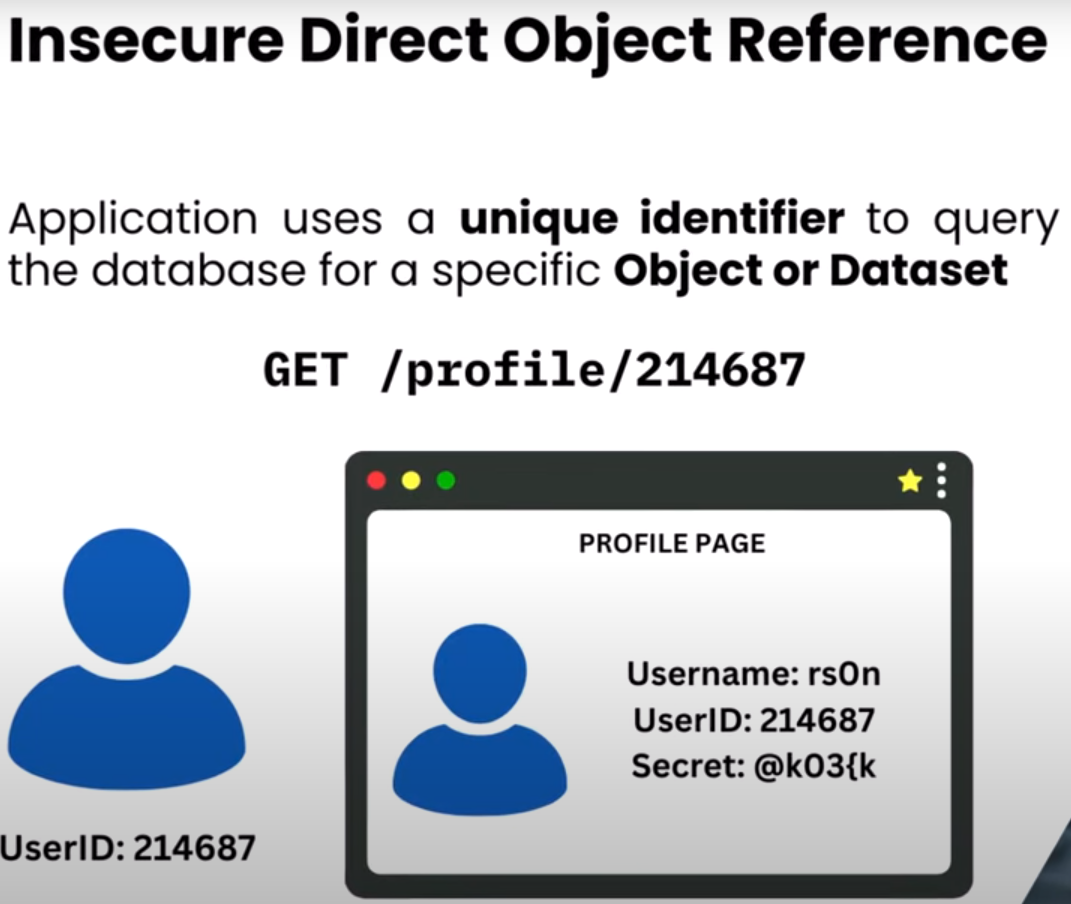 Insecure Direct Object Reference
Application uses a unique identifier to query
the database for a specific Object or Dataset
GET /profile/214687
PROFILE PAGE
Username: rs0n
UserID: 214687
Secret: @k03{k
UserID: 214687